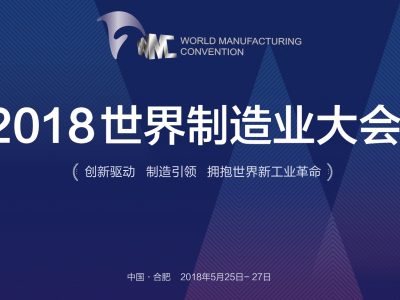 WMC
WORLD MANUFACTURING
CONVENTION
2018世界制造业大会
(创新驱动 制造引领 拥抱世界新工业革命)
中国·合肥 2018年5月25日-27日